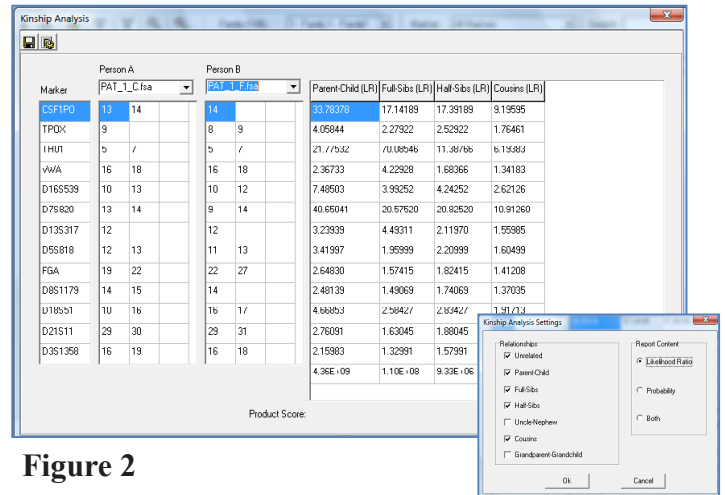 Kinship Analysis
Person A Person B
Marker PAT_1_C.fsa PAT_1_F.fsa Parent-Child (LR) Full-Sibs (LR) Half-Sibs (LR) Cousins (LR)
CSF1PO 13 14 14 33.78378 17.14189 17.39189 9.19595
TPOX 9 8 9 4.05844 2.27922 2.52922 1.76461
TH01 5 7 5 7 21.77532 70.08546 11.38766 6.19383
vWA 16 18 16 18 2.36733 4.22928 1.68366 1.34183
D16S539 10 13 10 12 7.48503 3.99252 4.24252 2.62126
D7S820 13 14 9 14 40.65041 20.57520 20.82520 10.91260
D13S317 12 12 3.23939 4.49311 2.11970 1.55985
D5S818 12 13 11 13 3.41997 1.95999 2.20999 1.60499
FGA 19 22 22 27 2.64830 1.57415 1.82415 1.41208
D8S1179 14 15 14 2.48139 1.49069 1.74069 1.37035
D18S51 10 16 16 17 4.66853 2.58427 2.83427 1.91713
D21S11 29 30 29 31 2.76091 1.63045 1.88045
D3S1358 16 19 16 18 2.15983 1.32991 1.57991
4.36E+09 1.10E+08 9.33E+06
Product Score:
Kinship Analysis Settings
Relationships Report Content
Unrelated Likelihood Ratio
Parent-Child
Full-Sibs Probability
Half-Sibs
Uncle-Nephew Both
Cousins
Grandparent-Grandchild
Ok Cancel
Figure 2